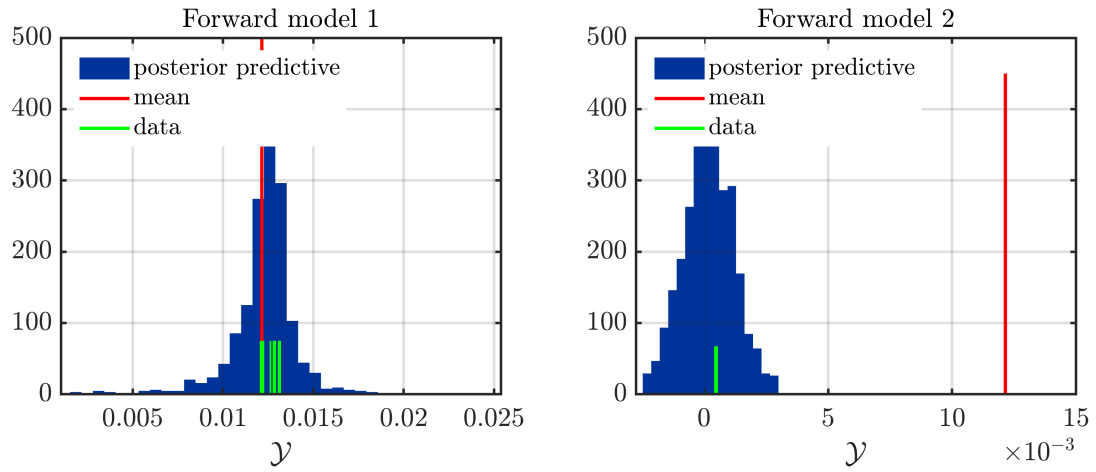 Forward model 1
500
400
300
200
100
0
posterior predictive
mean
data
0.005 0.01 0.015 0.02 0.025
𝒴
Forward model 2
500
400
300
200
100
0
posterior predictive
mean
data
0 5 10 15
×10⁻³
𝒴